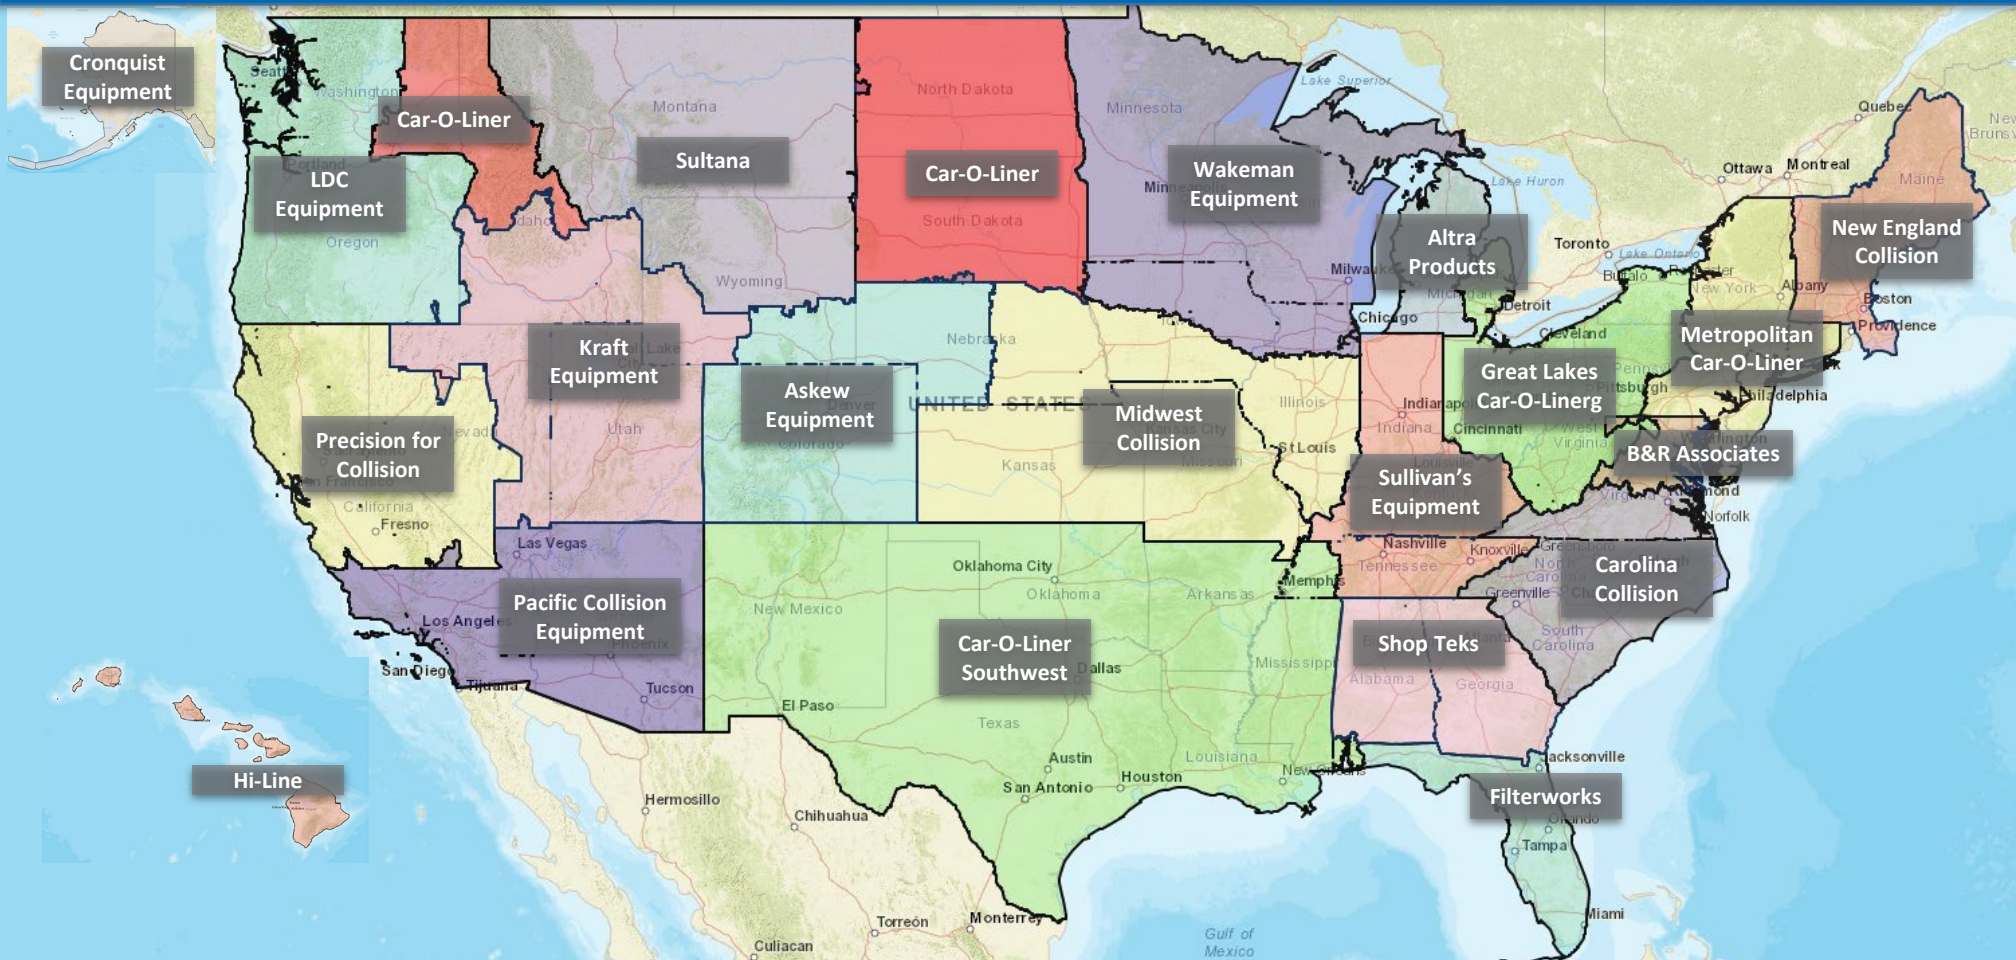 Cronquist
Equipment
Car-O-Liner
LDC
Equipment
Sultana
Car-O-Liner
Wakeman
Equipment
Altra
Products
New England
Collision
Metropolitan
Car-O-Liner
Great Lakes
Car-O-Linerg
B&R Associates
Kraft
Equipment
Askew
Equipment
Midwest
Collision
Precision for
Collision
Sullivan's
Equipment
Carolina
Collision
Pacific Collision
Equipment
Car-O-Liner
Southwest
Shop Teks
Filterworks
Hi-Line
Washington
Oregon
Montana
Wyoming
North Dakota
South Dakota
Minnesota
Lake Superior
Lake Huron
Lake Ontario
Quebec
Ottawa
Montreal
Maine
Toronto
New York
Albany
Boston
Providence
Detroit
Chicago
Cleveland
Pittsburgh
Philadelphia
Cincinnati
West
Virginia
Norfolk
Nebraska
UNITED STATES
Kansas
Illinois
Indiana
St Louis
Utah
California
Fresno
Las Vegas
Los Angeles
San Diego
Tijuana
Tucson
New Mexico
El Paso
Oklahoma City
Oklahoma
Arkansas
Memphis
Nashville
Tennessee
Knoxville
Greensboro
Greenville
South
Carolina
Mississippi
Alabama
Georgia
Dallas
Texas
Austin
San Antonio
Houston
Louisiana
Jacksonville
Tampa
Miami
Hermosillo
Chihuahua
Torreón
Monterrey
Culiacan
Gulf of
Mexico